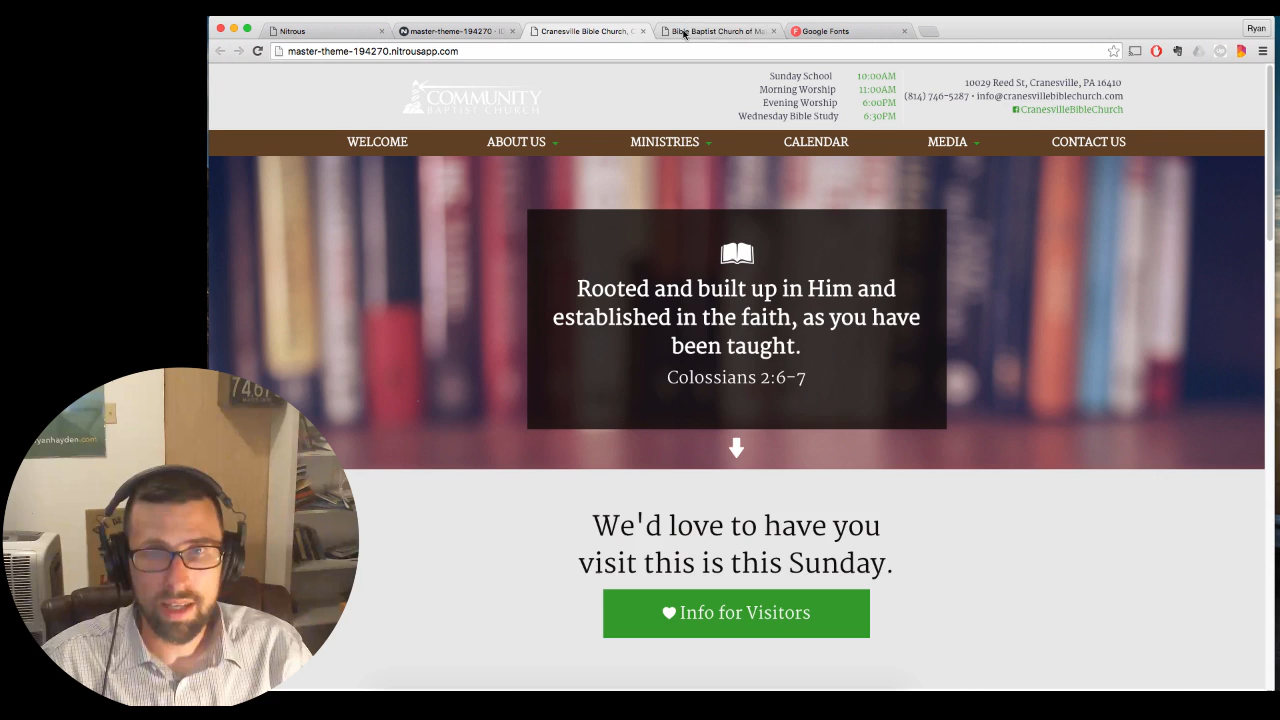 Nitrous
master-theme-194270 · ID
Cranesville Bible Church, C
Bible Baptist Church of Ma
Google Fonts
Ryan
master-theme-194270.nitrousapp.com
COMMUNITY
BAPTIST CHURCH
Sunday School 10:00AM
Morning Worship 11:00AM
Evening Worship 6:00PM
Wednesday Bible Study 6:30PM
10029 Reed St, Cranesville, PA 16410
(814) 746-5287 • info@cranesvillebiblechurch.com
CranesvilleBibleChurch
WELCOME ABOUT US MINISTRIES CALENDAR MEDIA CONTACT US
Rooted and built up in Him and
established in the faith, as you have
been taught.
Colossians 2:6-7
We'd love to have you
visit this is this Sunday.
Info for Visitors
yanhayden.com